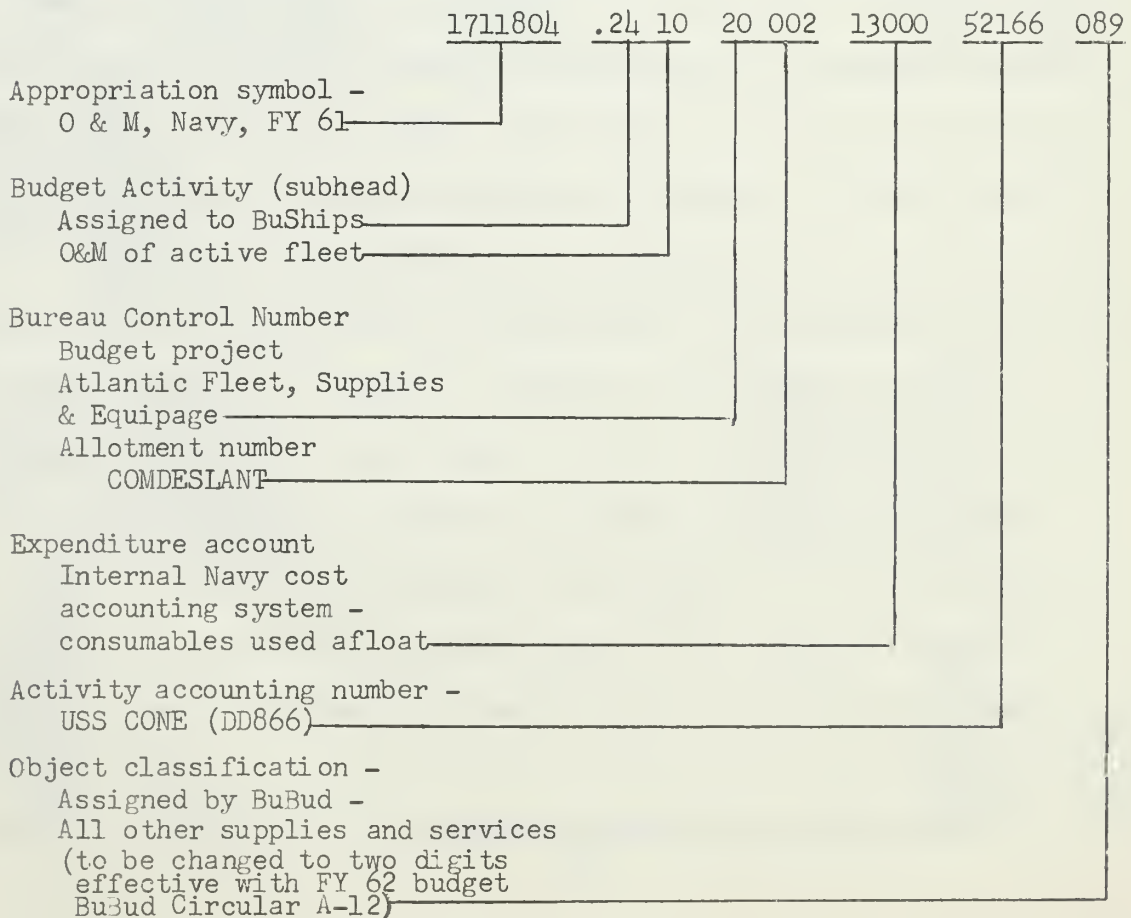 1711804 .24 10 20 002 13000 52166 089
Appropriation symbol -
O & M, Navy, FY 61
Budget Activity (subhead)
Assigned to BuShips
O&M of active fleet
Bureau Control Number
Budget project
Atlantic Fleet, Supplies
& Equipage
Allotment number
COMDESLANT
Expenditure account
Internal Navy cost
accounting system -
consumables used afloat
Activity accounting number -
USS CONE (DD866)
Object classification -
Assigned by BuBud -
All other supplies and services
(to be changed to two digits
effective with FY 62 budget
BuBud Circular A-12)